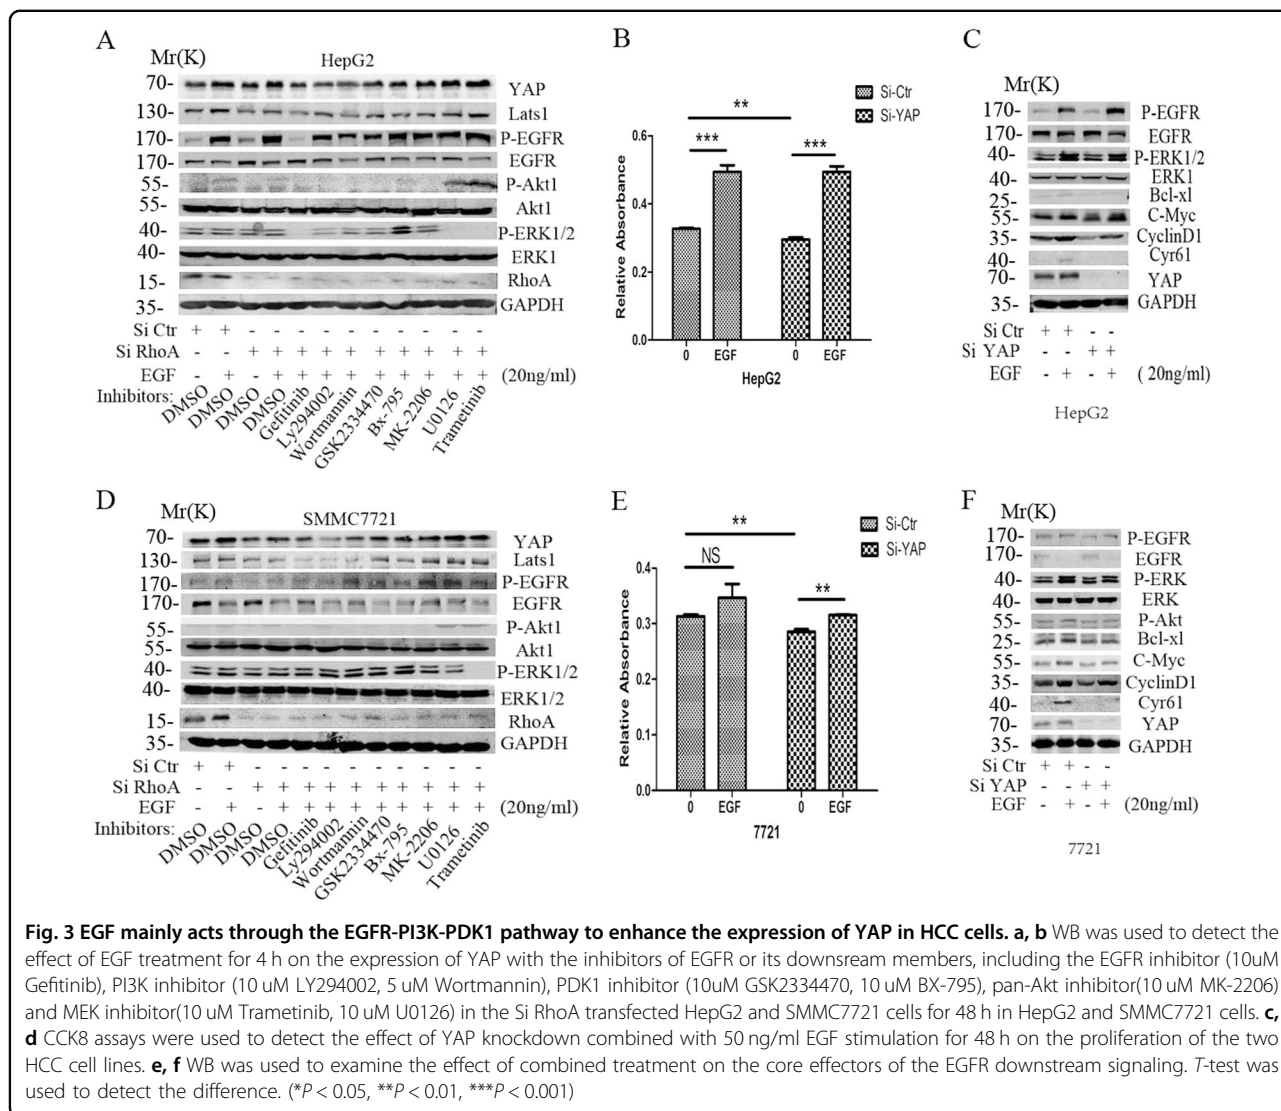 A
Mr(K)
HepG2
70-
YAP
130-
Lats1
170-
P-EGFR
170-
EGFR
55-
P-Akt1
55-
Akt1
40-
P-ERK1/2
40-
ERK1
15-
RhoA
35-
GAPDH
Si Ctr + + - - - - - - - - - -
Si RhoA - - + + + + + + + + + +
EGF - + - + + + + + + + + + (20ng/ml)
Inhibitors: DMSO DMSO DMSO DMSO Gefitinib Ly294002 Wortmannin GSK2334470 Bx-795 MK-2206 U0126 Trametinib
B
Si-Ctr
Si-YAP
**
***
***
Relative Absorbance
0.6
0.4
0.2
0.0
0 EGF 0 EGF
HepG2
C
Mr(K)
170-
P-EGFR
170-
EGFR
40-
P-ERK1/2
40-
ERK1
25-
Bcl-xl
55-
C-Myc
35-
CyclinD1
40-
Cyr61
70-
YAP
35-
GAPDH
Si Ctr + + - -
Si YAP - - + +
EGF - + - + ( 20ng/ml)
HepG2
D
Mr(K)
SMMC7721
70-
YAP
130-
Lats1
170-
P-EGFR
170-
EGFR
55-
P-Akt1
55-
Akt1
40-
P-ERK1/2
40-
ERK1/2
15-
RhoA
35-
GAPDH
Si Ctr + + - - - - - - - - - -
Si RhoA - - + + + + + + + + + +
EGF - + - + + + + + + + + + (20ng/ml)
Inhibitors: DMSO DMSO DMSO DMSO Gefitinib Ly294002 Wortmannin GSK2334470 Bx-795 MK-2206 U0126 Trametinib
E
Si-Ctr
Si-YAP
**
NS
**
Relative Absorbance
0.4
0.3
0.2
0.1
0.0
0 EGF 0 EGF
7721
F
Mr(K)
170-
P-EGFR
170-
EGFR
40-
P-ERK
40-
ERK
55-
P-Akt
25-
Bcl-xl
55-
C-Myc
35-
CyclinD1
40-
Cyr61
70-
YAP
35-
GAPDH
Si Ctr + + - -
Si YAP - - + +
EGF - + - + (20ng/ml)
7721
Fig. 3 EGF mainly acts through the EGFR-PI3K-PDK1 pathway to enhance the expression of YAP in HCC cells. a, b WB was used to detect the
effect of EGF treatment for 4 h on the expression of YAP with the inhibitors of EGFR or its downsream members, including the EGFR inhibitor (10uM
Gefitinib), PI3K inhibitor (10 uM LY294002, 5 uM Wortmannin), PDK1 inhibitor (10uM GSK2334470, 10 uM BX-795), pan-Akt inhibitor(10 uM MK-2206)
and MEK inhibitor(10 uM Trametinib, 10 uM U0126) in the Si RhoA transfected HepG2 and SMMC7721 cells for 48 h in HepG2 and SMMC7721 cells. c,
d CCK8 assays were used to detect the effect of YAP knockdown combined with 50 ng/ml EGF stimulation for 48 h on the proliferation of the two
HCC cell lines. e, f WB was used to examine the effect of combined treatment on the core effectors of the EGFR downstream signaling. T-test was
used to detect the difference. (*P < 0.05, **P < 0.01, ***P < 0.001)